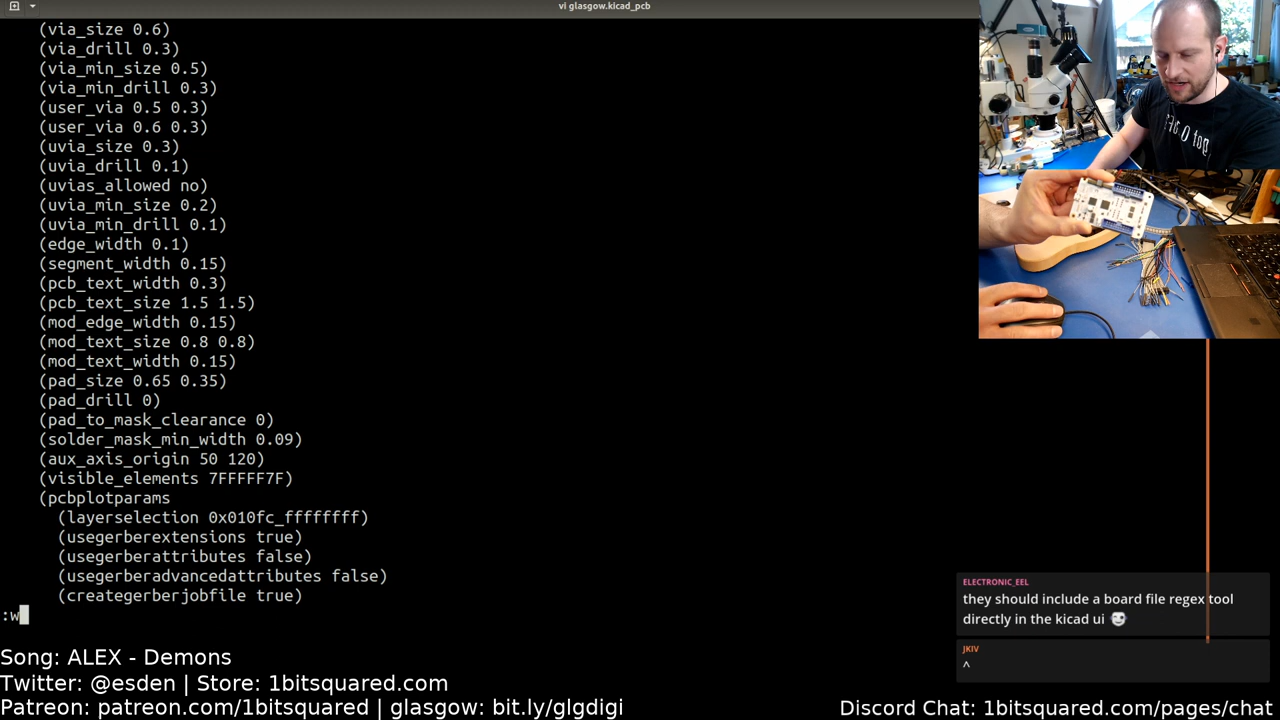 vi glasgow.kicad_pcb
(via_size 0.6)
(via_drill 0.3)
(via_min_size 0.5)
(via_min_drill 0.3)
(user_via 0.5 0.3)
(user_via 0.6 0.3)
(uvia_size 0.3)
(uvia_drill 0.1)
(uvias_allowed no)
(uvia_min_size 0.2)
(uvia_min_drill 0.1)
(edge_width 0.1)
(segment_width 0.15)
(pcb_text_width 0.3)
(pcb_text_size 1.5 1.5)
(mod_edge_width 0.15)
(mod_text_size 0.8 0.8)
(mod_text_width 0.15)
(pad_size 0.65 0.35)
(pad_drill 0)
(pad_to_mask_clearance 0)
(solder_mask_min_width 0.09)
(aux_axis_origin 50 120)
(visible_elements 7FFFFF7F)
(pcbplotparams
(layerselection 0x010fc_ffffffff)
(usegerberextensions true)
(usegerberattributes false)
(usegerberadvancedattributes false)
(creategerberjobfile true)
:w
ELECTRONIC_EEL
they should include a board file regex tool
directly in the kicad ui
JKIV
^
Song: ALEX - Demons
Twitter: @esden | Store: 1bitsquared.com
Patreon: patreon.com/1bitsquared | glasgow: bit.ly/glgdigi
Discord Chat: 1bitsquared.com/pages/chat